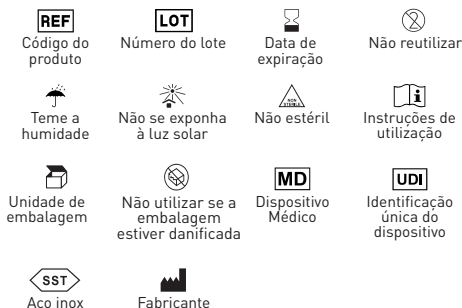 REF LOT
Código do produto
Número do lote
Data de expiração
Não reutilizar
NON STERILE
Teme a humidade
Não se exponha à luz solar
Não estéril
Instruções de utilização
MD UDI
Unidade de embalagem
Não utilizar se a embalagem estiver danificada
Dispositivo Médico
Identificação única do dispositivo
SST
Aço inox
Fabricante